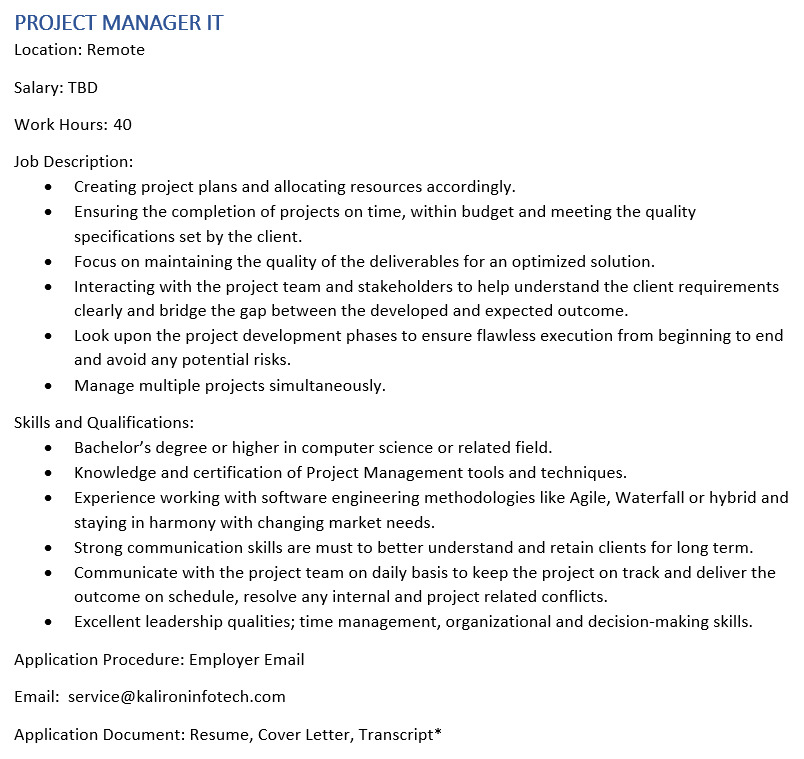 PROJECT MANAGER IT
Location: Remote
Salary: TBD
Work Hours: 40
Job Description:
• Creating project plans and allocating resources accordingly.
• Ensuring the completion of projects on time, within budget and meeting the quality
specifications set by the client.
• Focus on maintaining the quality of the deliverables for an optimized solution.
• Interacting with the project team and stakeholders to help understand the client requirements
clearly and bridge the gap between the developed and expected outcome.
• Look upon the project development phases to ensure flawless execution from beginning to end
and avoid any potential risks.
• Manage multiple projects simultaneously.
Skills and Qualifications:
• Bachelor’s degree or higher in computer science or related field.
• Knowledge and certification of Project Management tools and techniques.
• Experience working with software engineering methodologies like Agile, Waterfall or hybrid and
staying in harmony with changing market needs.
• Strong communication skills are must to better understand and retain clients for long term.
• Communicate with the project team on daily basis to keep the project on track and deliver the
outcome on schedule, resolve any internal and project related conflicts.
• Excellent leadership qualities; time management, organizational and decision-making skills.
Application Procedure: Employer Email
Email:  service@kalironinfotech.com
Application Document: Resume, Cover Letter, Transcript*